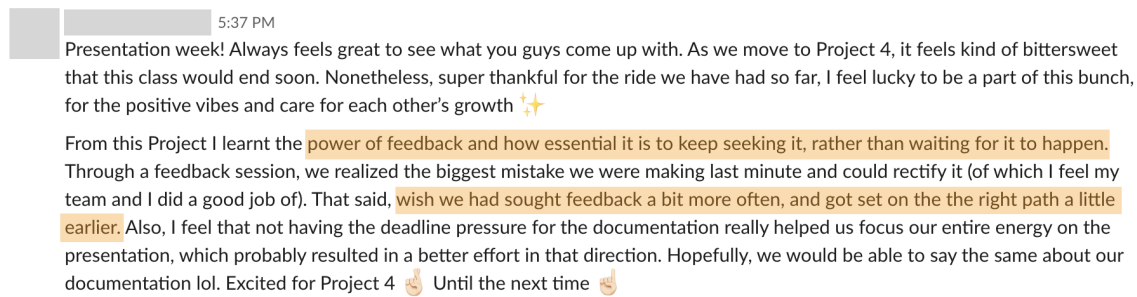 5:37 PM
Presentation week! Always feels great to see what you guys come up with. As we move to Project 4, it feels kind of bittersweet
that this class would end soon. Nonetheless, super thankful for the ride we have had so far, I feel lucky to be a part of this bunch,
for the positive vibes and care for each other's growth ✨
From this Project I learnt the power of feedback and how essential it is to keep seeking it, rather than waiting for it to happen.
Through a feedback session, we realized the biggest mistake we were making last minute and could rectify it (of which I feel my
team and I did a good job of). That said, wish we had sought feedback a bit more often, and got set on the the right path a little
earlier. Also, I feel that not having the deadline pressure for the documentation really helped us focus our entire energy on the
presentation, which probably resulted in a better effort in that direction. Hopefully, we would be able to say the same about our
documentation lol. Excited for Project 4 🤞🏻 Until the next time ☝🏻